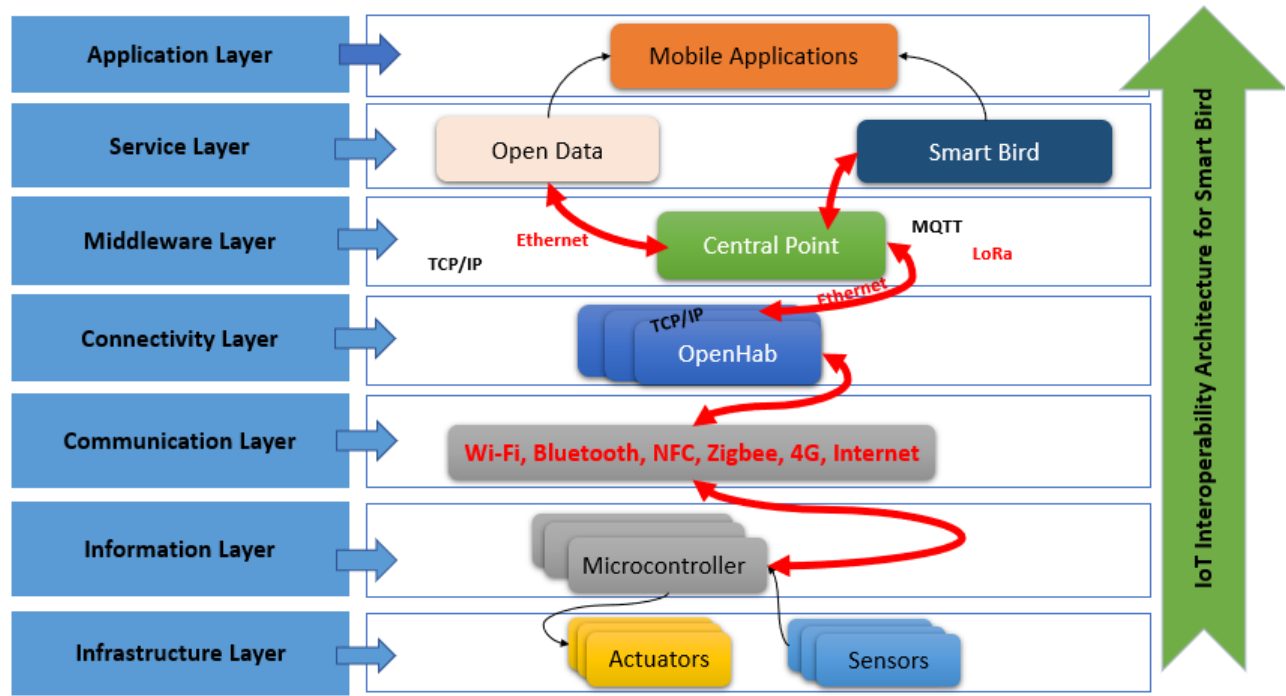 Application Layer
Mobile Applications
Service Layer
Open Data
Smart Bird
Middleware Layer
Ethernet
TCP/IP
Central Point
MQTT
LoRa
Ethernet
Connectivity Layer
TCP/IP
OpenHab
Communication Layer
Wi-Fi, Bluetooth, NFC, Zigbee, 4G, Internet
Information Layer
Microcontroller
Infrastructure Layer
Actuators
Sensors
IoT Interoperability Architecture for Smart Bird